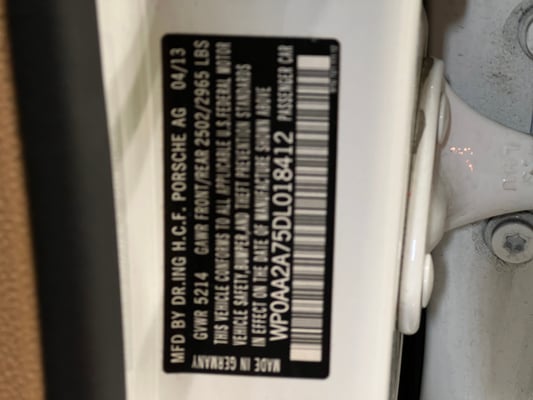 MFD BY DR.ING H.C.F. PORSCHE AG 04/13
GVWR 5214 GAWR FRONT/REAR 2502/2965 LBS
THIS VEHICLE CONFORMS TO ALL APPLICABLE U.S.FEDERAL MOTOR
VEHICLE SAFETY,BUMPER,AND THEFT PREVENTION STANDARDS
IN EFFECT ON THE DATE OF MANUFACTURE SHOWN ABOVE
WP0AA2A75DL018412 PASSENGER CAR
MADE IN GERMANY